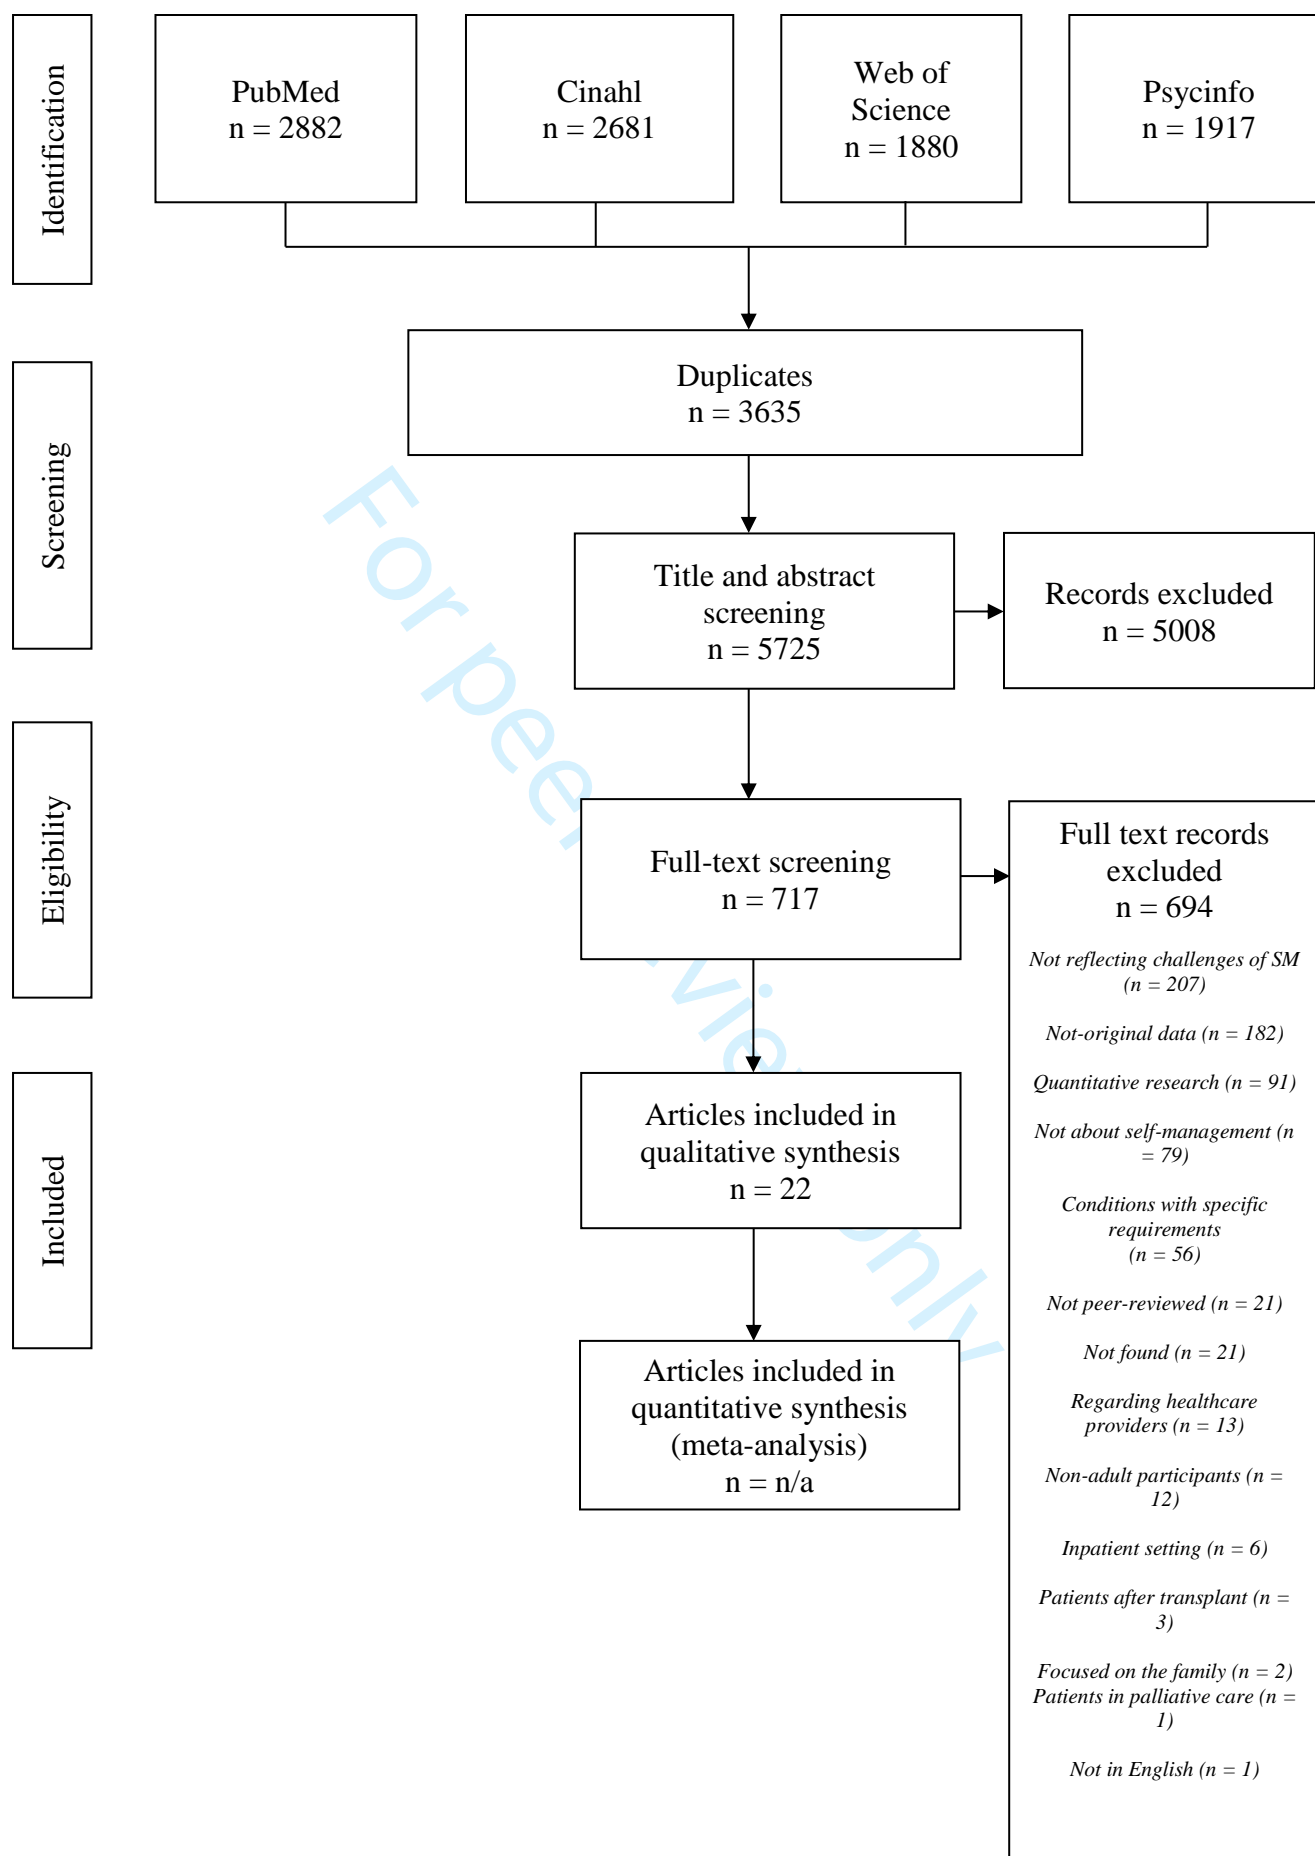 Identification
PubMed
n = 2882
Cinahl
n = 2681
Web of
Science
n = 1880
Psycinfo
n = 1917
Screening
Duplicates
n = 3635
Title and abstract
screening
n = 5725
Records excluded
n = 5008
Eligibility
Full-text screening
n = 717
Full text records
excluded
n = 694
Not reflecting challenges of SM
(n = 207)
Not-original data (n = 182)
Quantitative research (n = 91)
Not about self-management (n
= 79)
Conditions with specific
requirements
(n = 56)
Not peer-reviewed (n = 21)
Not found (n = 21)
Regarding healthcare
providers (n = 13)
Non-adult participants (n =
12)
Inpatient setting (n = 6)
Patients after transplant (n =
3)
Focused on the family (n = 2)
Patients in palliative care (n =
1)
Not in English (n = 1)
Included
Articles included in
qualitative synthesis
n = 22
Articles included in
quantitative synthesis
(meta-analysis)
n = n/a
For peer review only